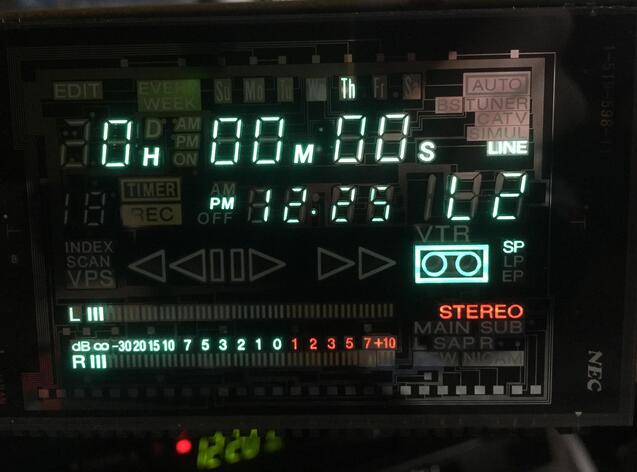 EDIT EVERY WEEK Su Mo Tu We Th Fr Sa AUTO
BS TUNER
CATV
SIMUL
D AM PM ON
0H 00M 00S LINE
TIMER REC
AM PM OFF 12:25 L2
VTR
INDEX SCAN VPS
SP
LP
EP
L
STEREO
MAIN SUB
dB ∞ -30 20 15 10 7 5 3 2 1 0 1 2 3 5 7 +10
L SAP R
R
NICAM
NEC